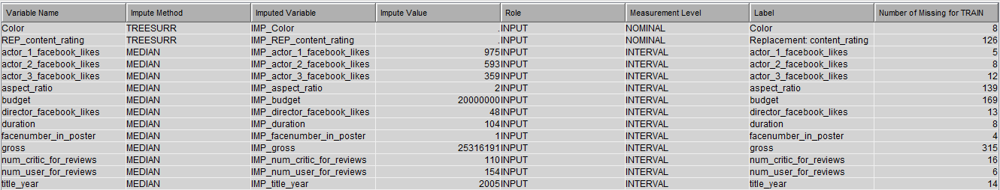 Variable Name Impute Method Imputed Variable Impute Value Role Measurement Level Label Number of Missing for TRAIN
Color TREESURR IMP_Color . INPUT NOMINAL Color 8
REP_content_rating TREESURR IMP_REP_content_rating . INPUT NOMINAL Replacement: content_rating 126
actor_1_facebook_likes MEDIAN IMP_actor_1_facebook_likes 975 INPUT INTERVAL actor_1_facebook_likes 5
actor_2_facebook_likes MEDIAN IMP_actor_2_facebook_likes 593 INPUT INTERVAL actor_2_facebook_likes 8
actor_3_facebook_likes MEDIAN IMP_actor_3_facebook_likes 359 INPUT INTERVAL actor_3_facebook_likes 12
aspect_ratio MEDIAN IMP_aspect_ratio 2 INPUT INTERVAL aspect_ratio 139
budget MEDIAN IMP_budget 20000000 INPUT INTERVAL budget 169
director_facebook_likes MEDIAN IMP_director_facebook_likes 48 INPUT INTERVAL director_facebook_likes 13
duration MEDIAN IMP_duration 104 INPUT INTERVAL duration 8
facenumber_in_poster MEDIAN IMP_facenumber_in_poster 1 INPUT INTERVAL facenumber_in_poster 4
gross MEDIAN IMP_gross 25316191 INPUT INTERVAL gross 315
num_critic_for_reviews MEDIAN IMP_num_critic_for_reviews 110 INPUT INTERVAL num_critic_for_reviews 16
num_user_for_reviews MEDIAN IMP_num_user_for_reviews 154 INPUT INTERVAL num_user_for_reviews 6
title_year MEDIAN IMP_title_year 2005 INPUT INTERVAL title_year 14